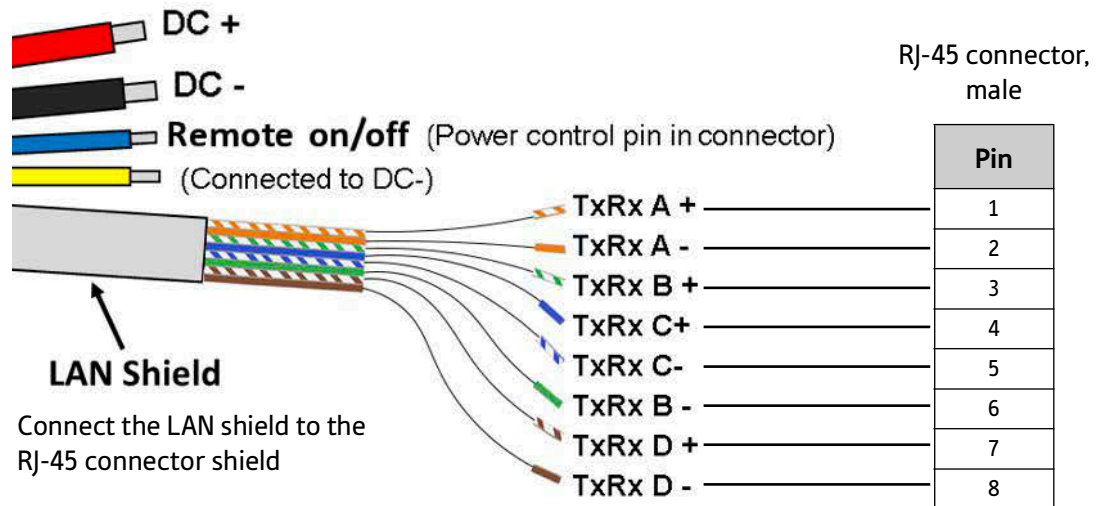 DC +
DC -
Remote on/off (Power control pin in connector)
(Connected to DC-)
LAN Shield
Connect the LAN shield to the
RJ-45 connector shield
RJ-45 connector,
male
Pin
TxRx A + 1
TxRx A - 2
TxRx B + 3
TxRx C+ 4
TxRx C- 5
TxRx B - 6
TxRx D + 7
TxRx D - 8